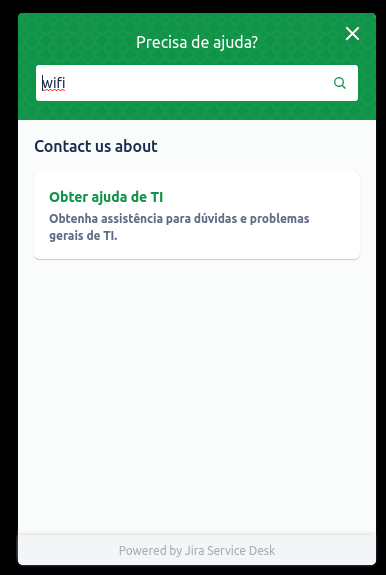 Precisa de ajuda?
wifi
Contact us about
Obter ajuda de TI
Obtenha assistência para dúvidas e problemas
gerais de TI.
Powered by Jira Service Desk